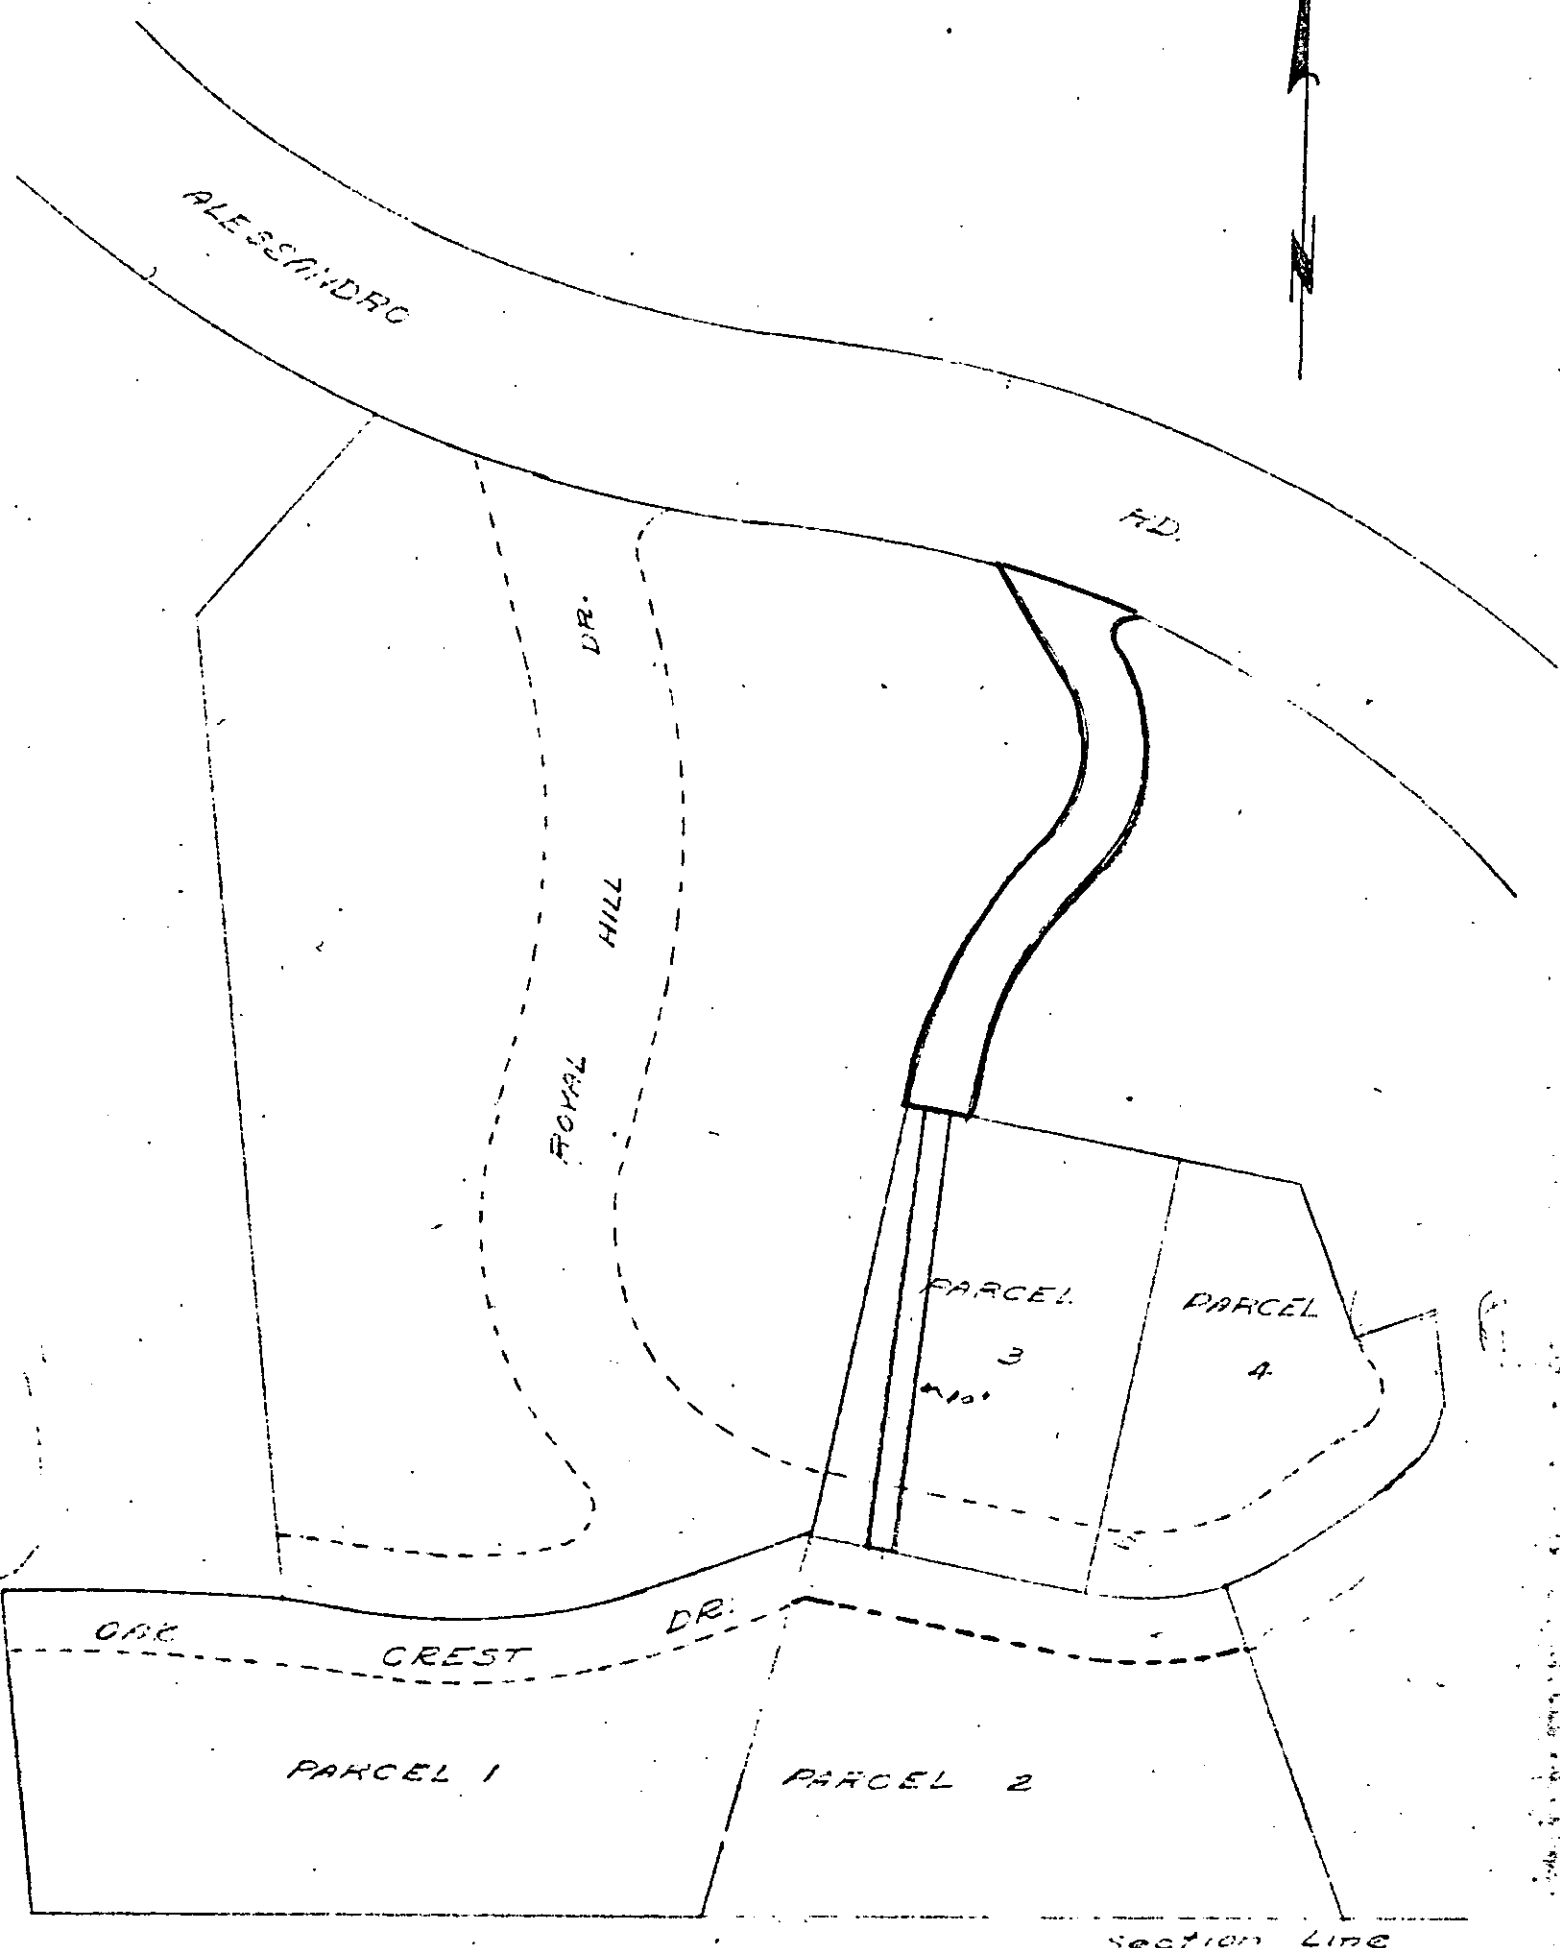 N
ALESSANDRO
RD.
DR.
HILL
ROYAL
PARCEL
3
PARCEL
4
10'
OAK
CREST
DR.
PARCEL 1
PARCEL 2
Section Line